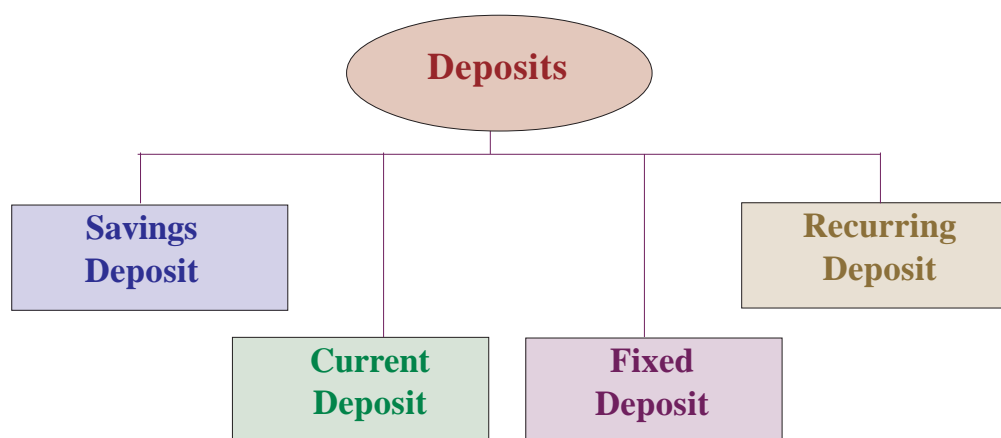 Deposits
Savings
Deposit
Recurring
Deposit
Current
Deposit
Fixed
Deposit